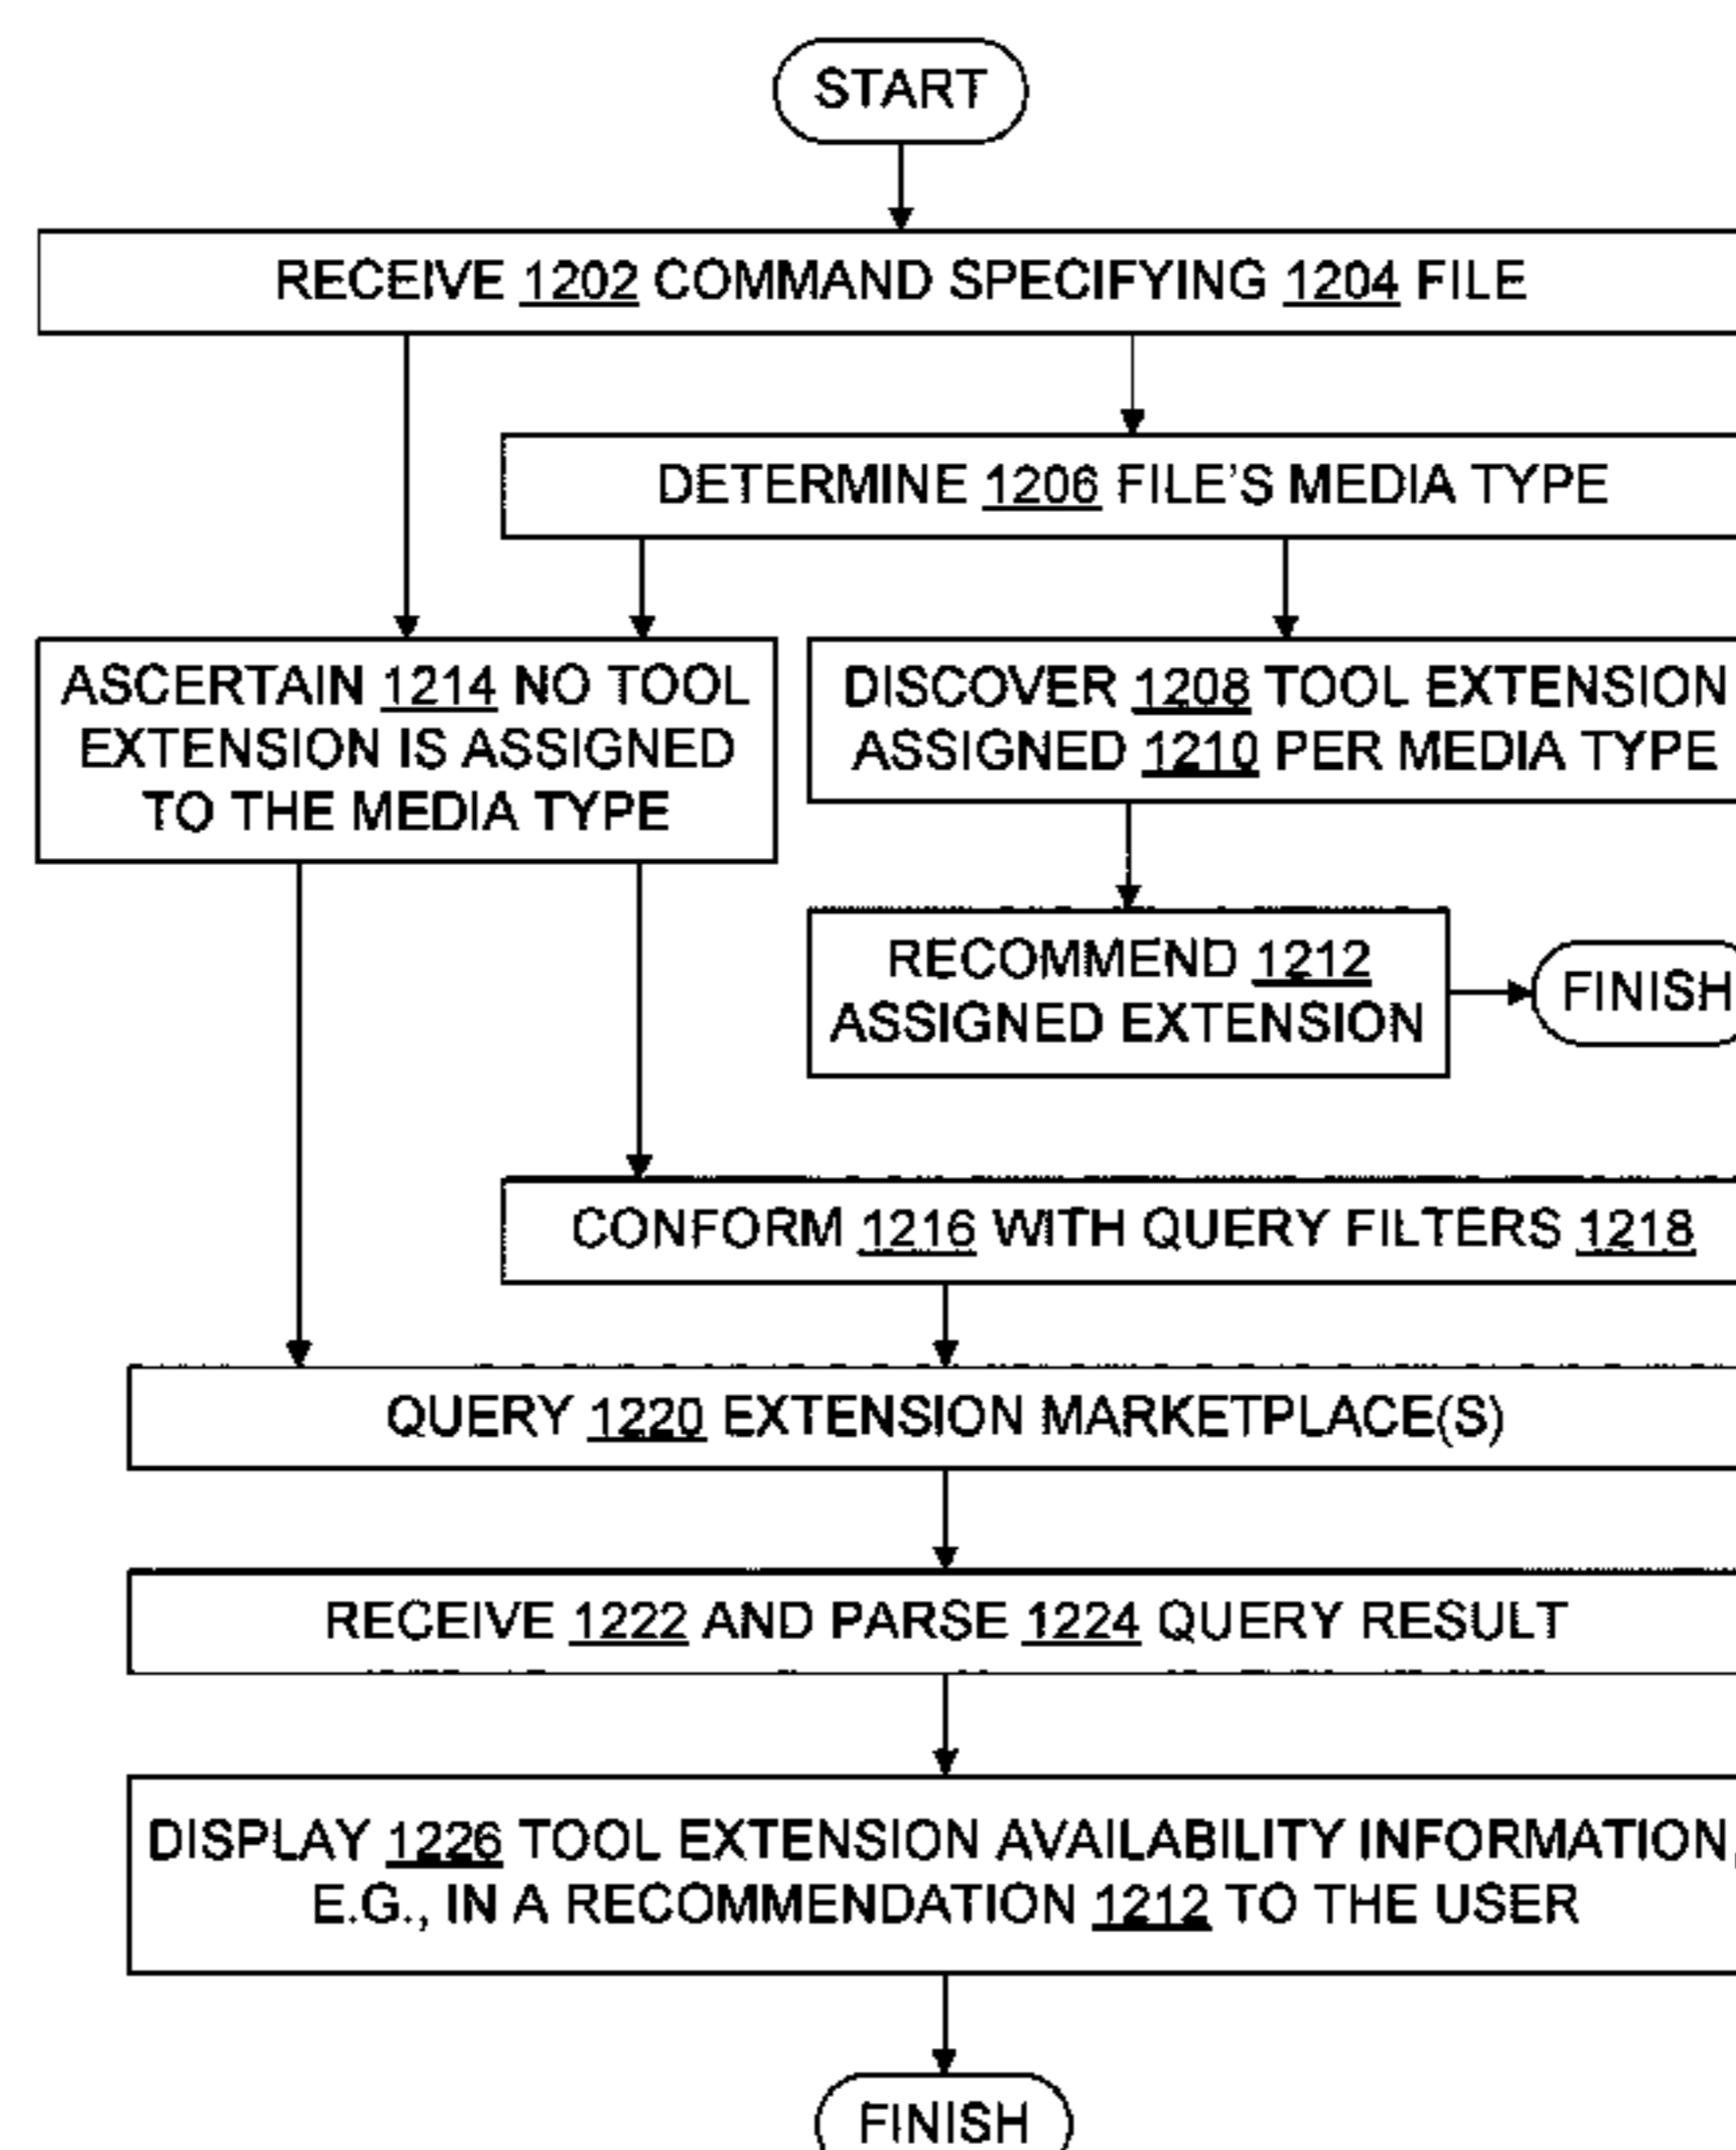 START
RECEIVE 1202 COMMAND SPECIFYING 1204 FILE
DETERMINE 1206 FILE'S MEDIA TYPE
ASCERTAIN 1214 NO TOOL
EXTENSION IS ASSIGNED
TO THE MEDIA TYPE
DISCOVER 1208 TOOL EXTENSION
ASSIGNED 1210 PER MEDIA TYPE
RECOMMEND 1212
ASSIGNED EXTENSION
FINISH
CONFORM 1216 WITH QUERY FILTERS 1218
QUERY 1220 EXTENSION MARKETPLACE(S)
RECEIVE 1222 AND PARSE 1224 QUERY RESULT
DISPLAY 1226 TOOL EXTENSION AVAILABILITY INFORMATION,
E.G., IN A RECOMMENDATION 1212 TO THE USER
FINISH